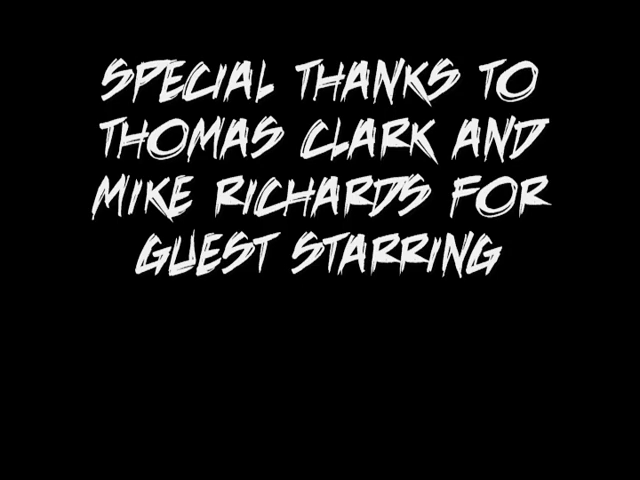 SPECIAL THANKS TO
THOMAS CLARK AND
MIKE RICHARDS FOR
GUEST STARRING